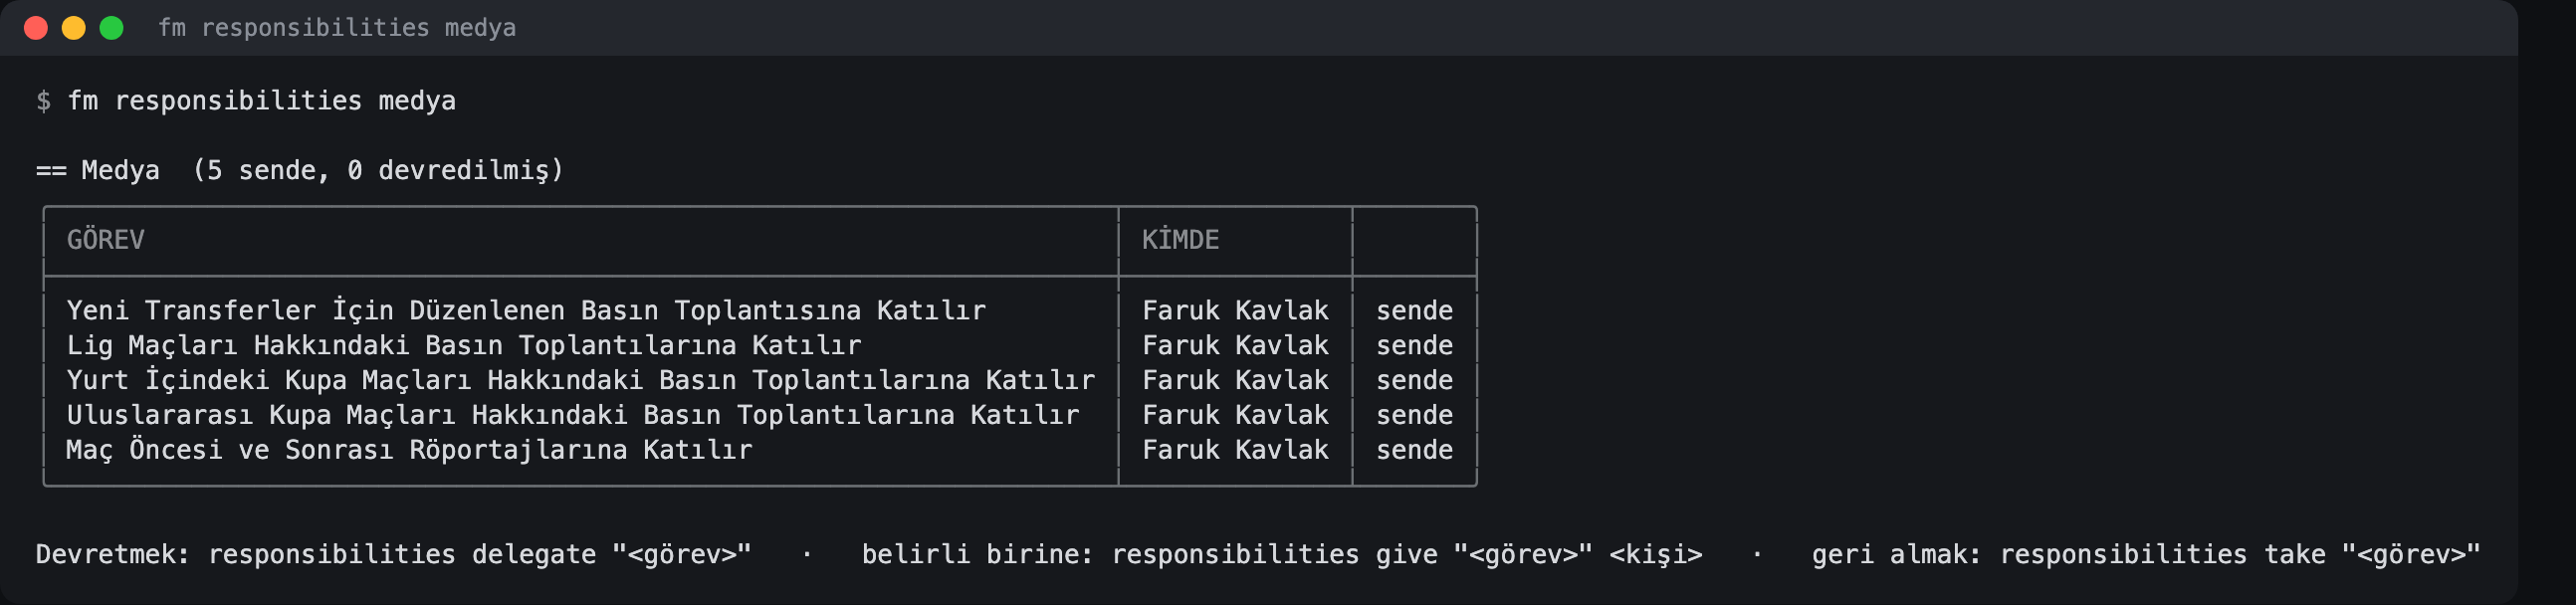 fm responsibilities medya
$ fm responsibilities medya
== Medya  (5 sende, 0 devredilmiş)
GÖREV KİMDE
Yeni Transferler İçin Düzenlenen Basın Toplantısına Katılır Faruk Kavlak sende
Lig Maçları Hakkındaki Basın Toplantılarına Katılır Faruk Kavlak sende
Yurt İçindeki Kupa Maçları Hakkındaki Basın Toplantılarına Katılır Faruk Kavlak sende
Uluslararası Kupa Maçları Hakkındaki Basın Toplantılarına Katılır Faruk Kavlak sende
Maç Öncesi ve Sonrası Röportajlarına Katılır Faruk Kavlak sende
Devretmek: responsibilities delegate "<görev>"   ·   belirli birine: responsibilities give "<görev>" <kişi>   ·   geri almak: responsibilities take "<görev>"